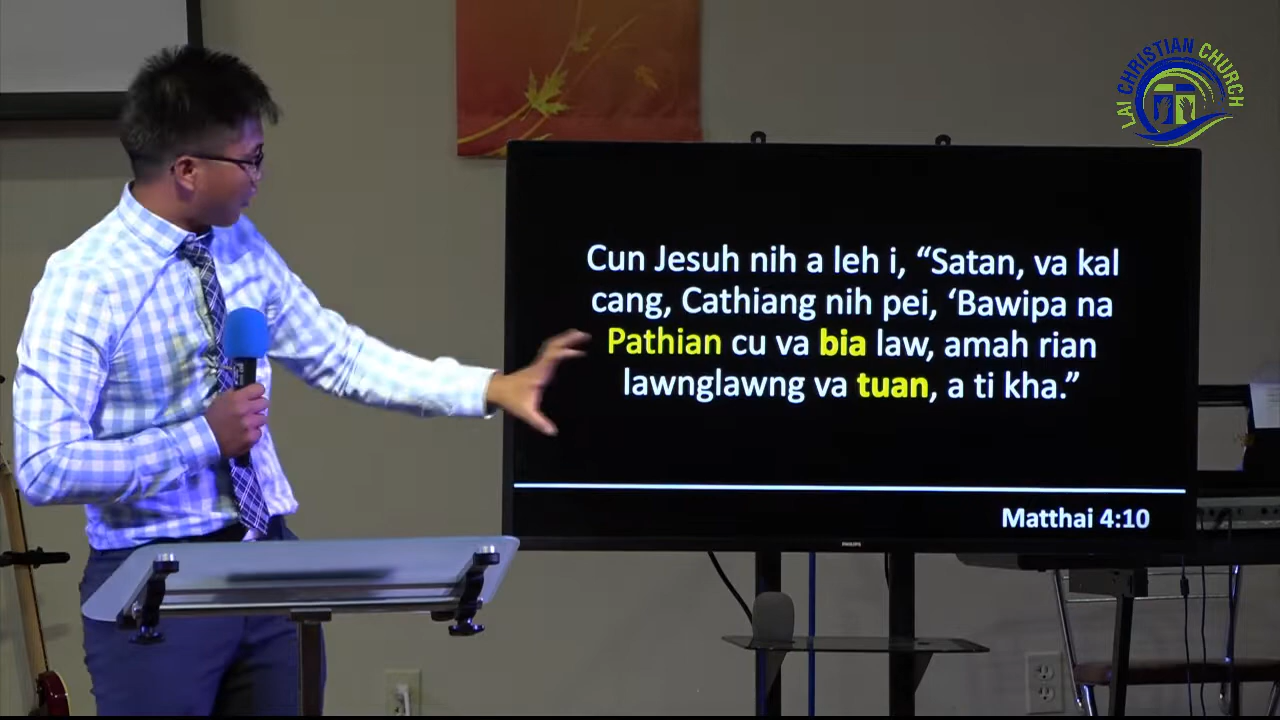 LAI CHRISTIAN CHURCH
Cun Jesuh nih a leh i, “Satan, va kal
cang, Cathiang nih pei, ‘Bawipa na
Pathian cu va bia law, amah rian
lawnglawng va tuan, a ti kha.”
Matthai 4:10
PHILIPS